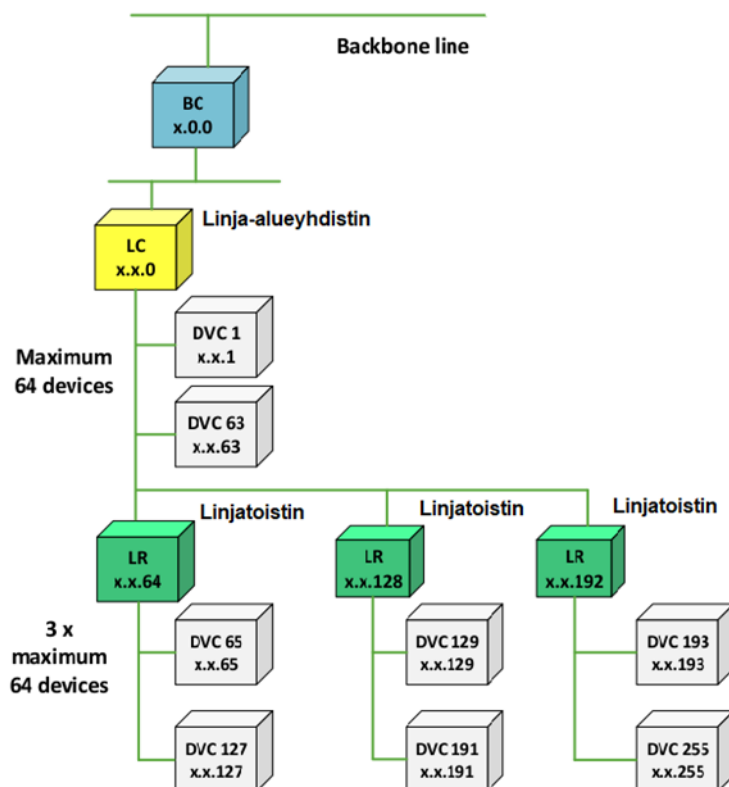 Backbone line
BC
x.0.0
Linja-alueyhdistin
LC
x.x.0
DVC 1
x.x.1
Maximum
64 devices
DVC 63
x.x.63
Linjatoistin
Linjatoistin
Linjatoistin
LR
x.x.64
LR
x.x.128
LR
x.x.192
3 x
maximum
64 devices
DVC 65
x.x.65
DVC 129
x.x.129
DVC 193
x.x.193
DVC 127
x.x.127
DVC 191
x.x.191
DVC 255
x.x.255